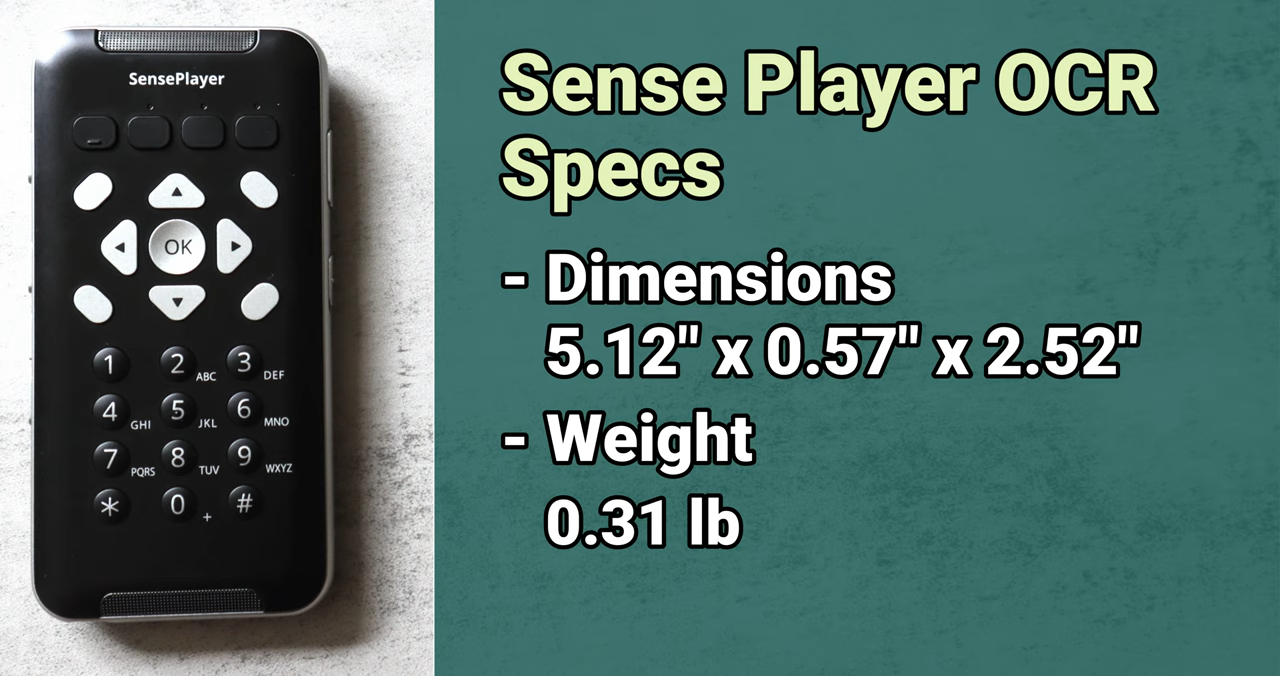 SensePlayer
OK
1 2 ABC 3 DEF
4 GHI 5 JKL 6 MNO
7 PQRS 8 TUV 9 WXYZ
* 0 + #
Sense Player OCR
Specs
- Dimensions
5.12" x 0.57" x 2.52"
- Weight
0.31 lb